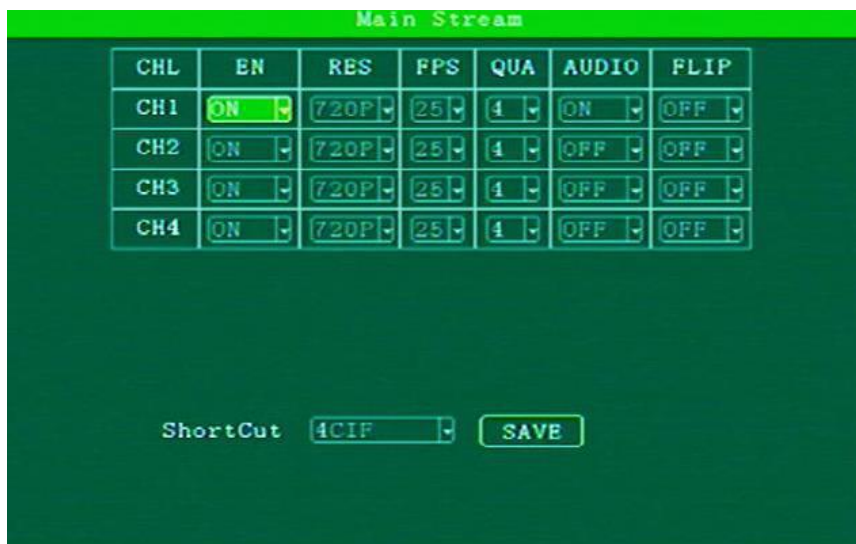 Main Stream
CHL EN RES FPS QUA AUDIO FLIP
CH1 ON 720P 25 4 ON OFF
CH2 ON 720P 25 4 OFF OFF
CH3 ON 720P 25 4 OFF OFF
CH4 ON 720P 25 4 OFF OFF
ShortCut 4CIF SAVE